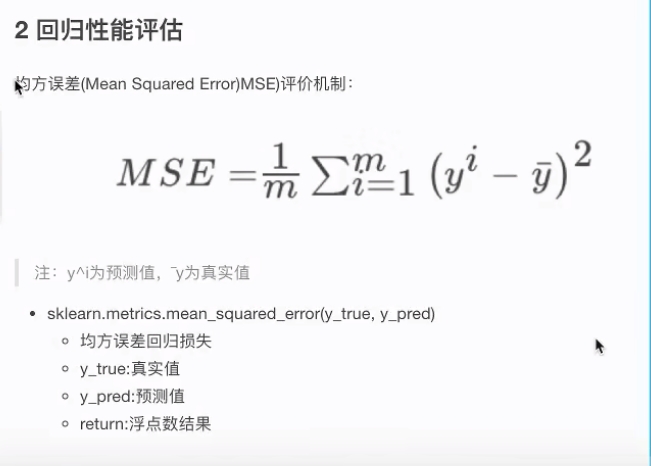 2 回归性能评估
均方误差(Mean Squared Error)MSE)评价机制：
MSE = \frac{1}{m} \sum_{i=1}^{m} (y^i - \bar{y})^2
注：y^i为预测值，¯y为真实值
• sklearn.metrics.mean_squared_error(y_true, y_pred)
◦ 均方误差回归损失
◦ y_true:真实值
◦ y_pred:预测值
◦ return:浮点数结果